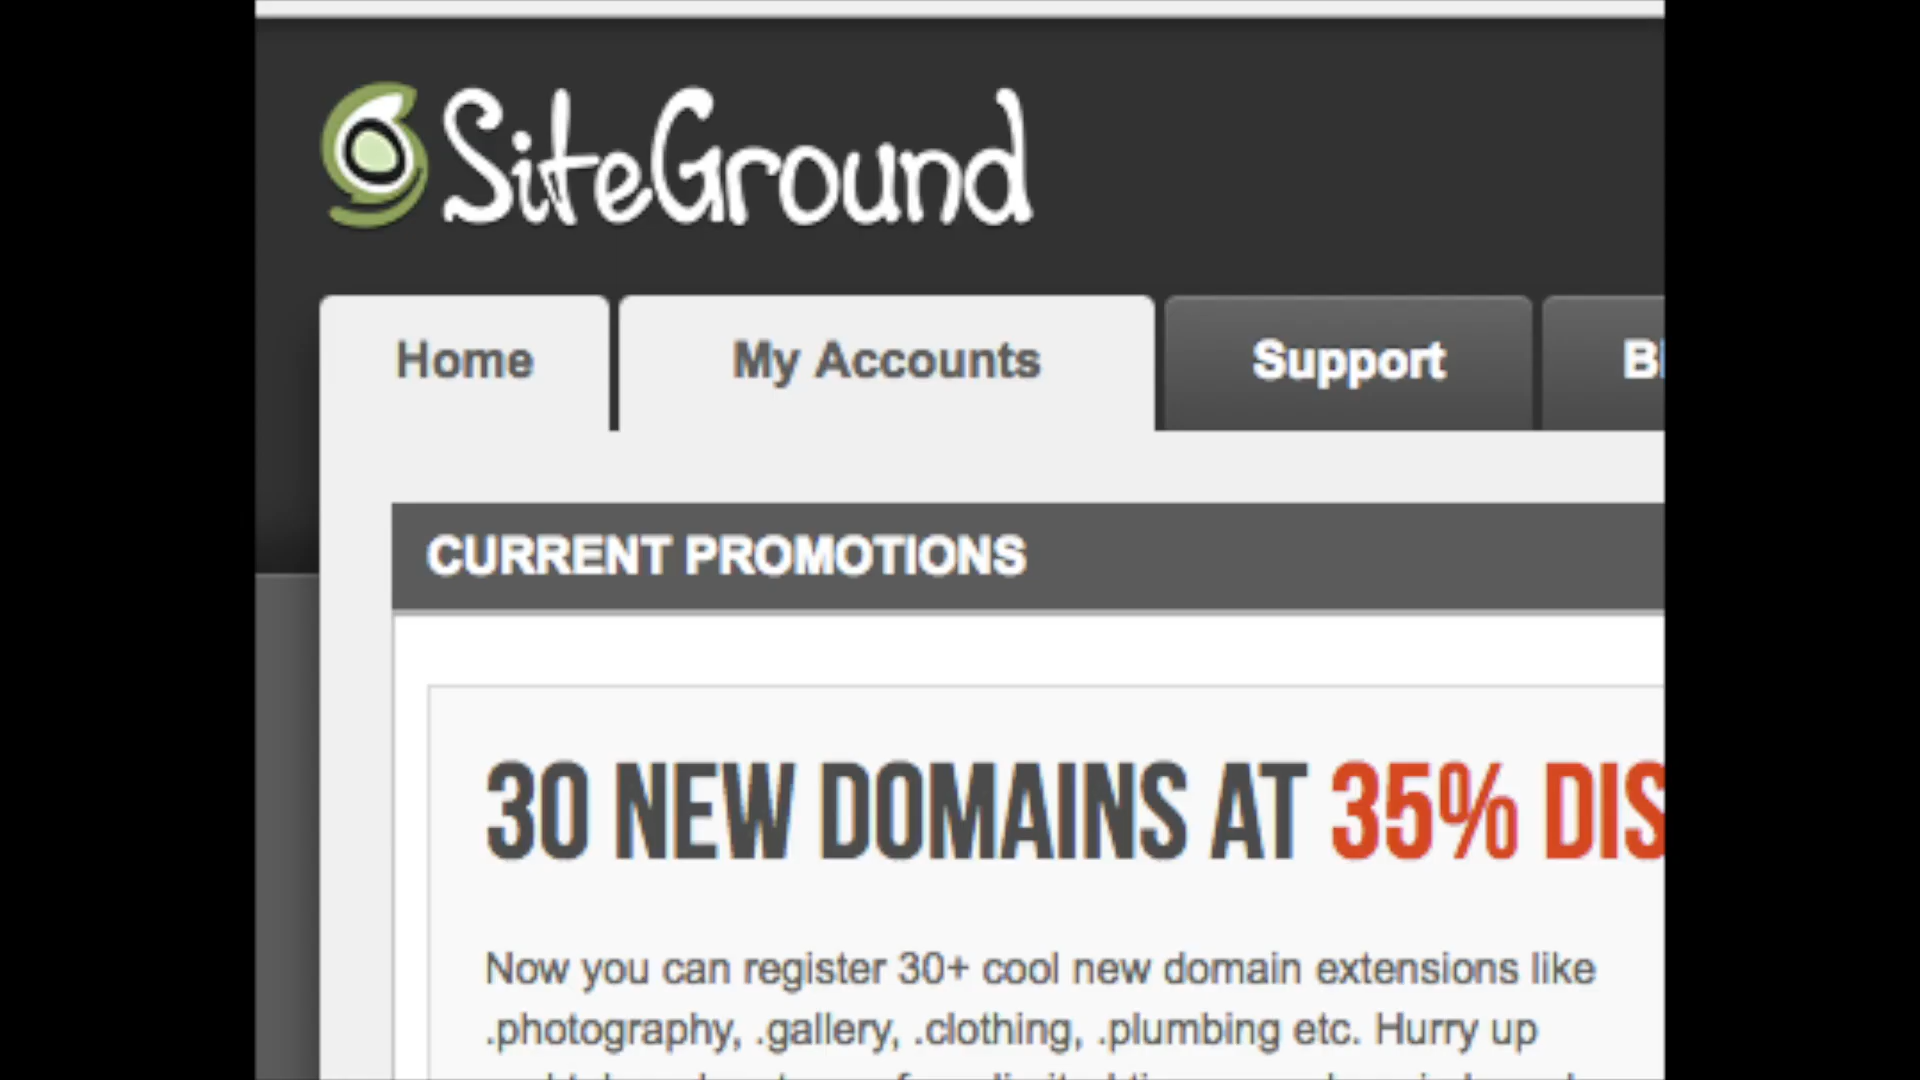 SiteGround
Home
My Accounts
Support
CURRENT PROMOTIONS
30 NEW DOMAINS AT 35%
Now you can register 30+ cool new domain extensions like
.photography, .gallery, .clothing, .plumbing etc. Hurry up